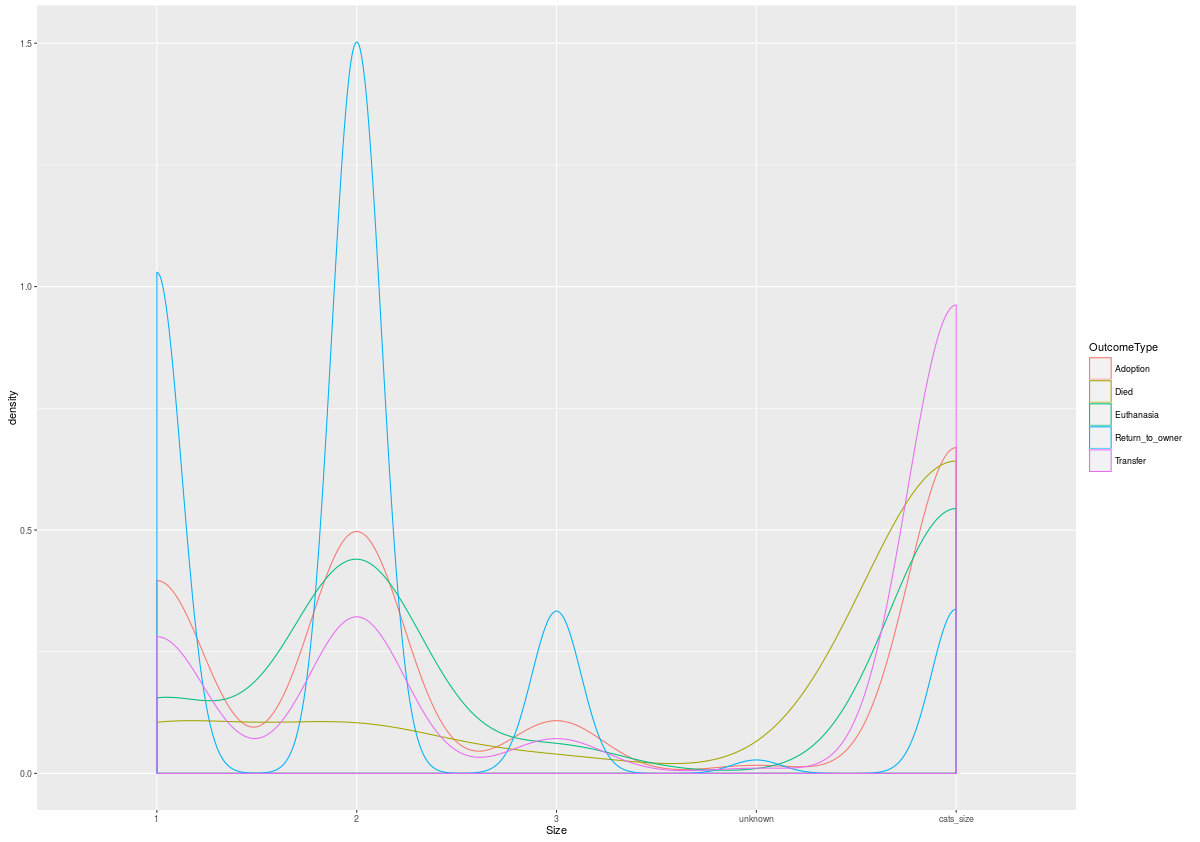 1.5
1.0
0.5
0.0
density
1 2 3 unknown cats_size
Size
OutcomeType
Adoption
Died
Euthanasia
Return_to_owner
Transfer